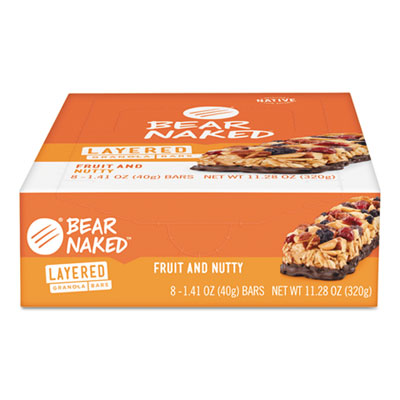 NATIVE
BEAR
NAKED
LAYERED
GRANOLA BARS
FRUIT AND
NUTTY
8 - 1.41 OZ (40g) BARS NET WT 11.28 OZ (320g)
BEAR
NAKED™
LAYERED
GRANOLA BARS
FRUIT AND NUTTY
8 - 1.41 OZ (40g) BARS NET WT 11.28 OZ (320g)